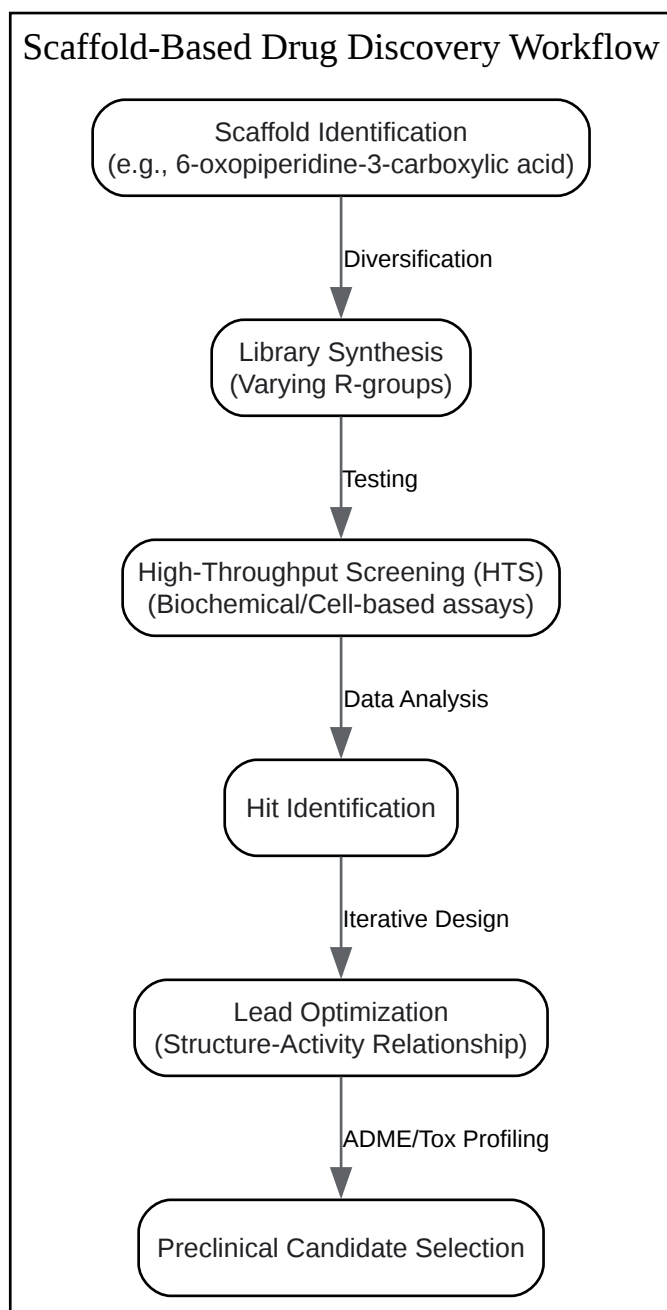 Scaffold-Based Drug Discovery Workflow
Scaffold Identification
(e.g., 6-oxopiperidine-3-carboxylic acid)
Diversification
Library Synthesis
(Varying R-groups)
Testing
High-Throughput Screening (HTS)
(Biochemical/Cell-based assays)
Data Analysis
Hit Identification
Iterative Design
Lead Optimization
(Structure-Activity Relationship)
ADME/Tox Profiling
Preclinical Candidate Selection